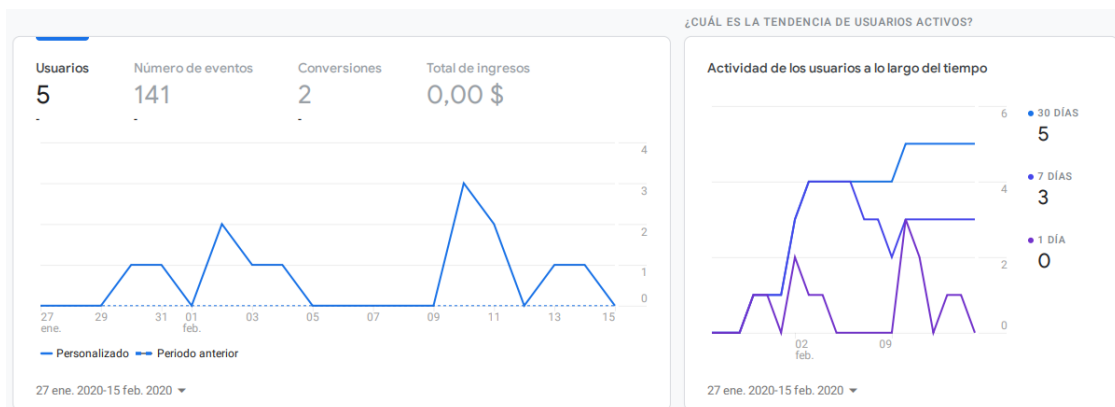 ¿CUÁL ES LA TENDENCIA DE USUARIOS ACTIVOS?
Usuarios Número de eventos Conversiones Total de ingresos
5 141 2 0,00 $
- - -
4
3
2
1
0
27 29 31 01 03 05 07 09 11 13 15
ene. feb.
Personalizado Periodo anterior
27 ene. 2020-15 feb. 2020
Actividad de los usuarios a lo largo del tiempo
6
4
2
0
02 09
feb.
30 DÍAS
5
7 DÍAS
3
1 DÍA
0
27 ene. 2020-15 feb. 2020